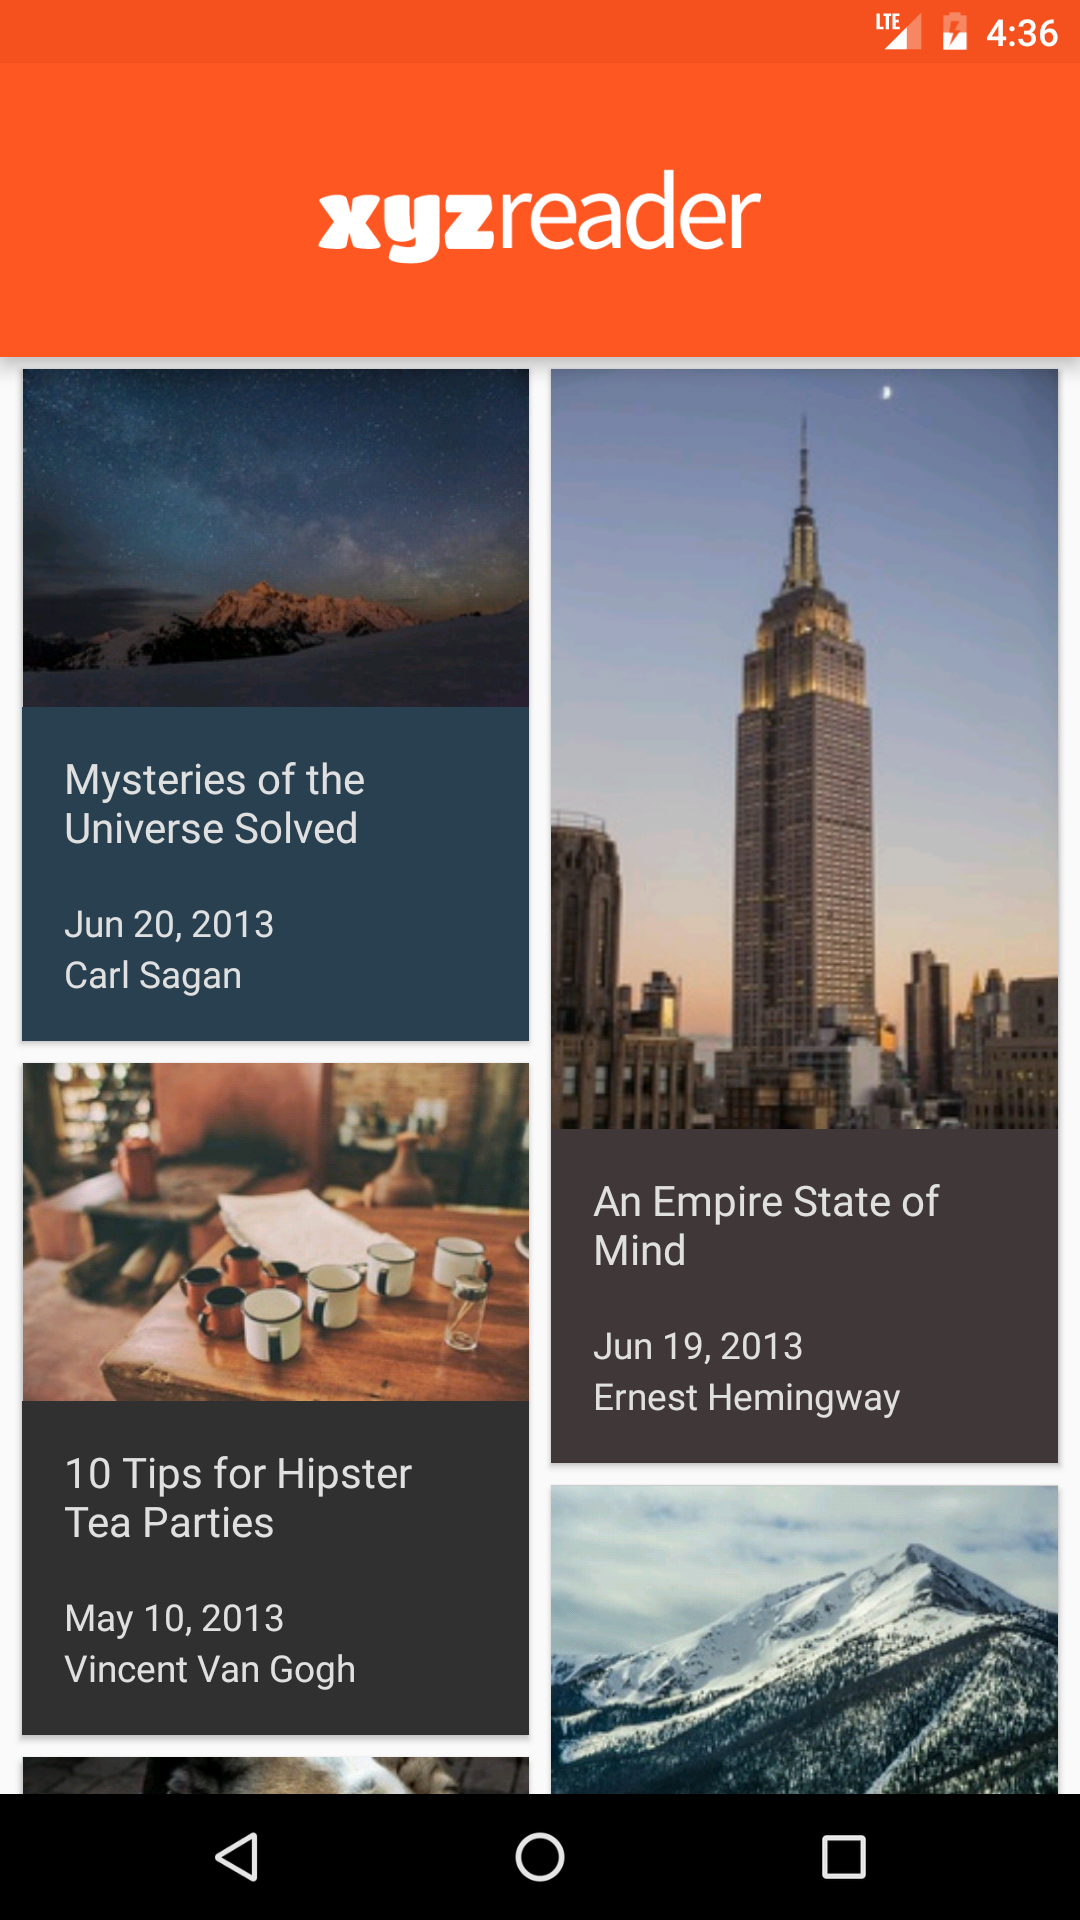 LTE 4:36
xyzreader
Mysteries of the
Universe Solved
Jun 20, 2013
Carl Sagan
An Empire State of
Mind
Jun 19, 2013
Ernest Hemingway
10 Tips for Hipster
Tea Parties
May 10, 2013
Vincent Van Gogh